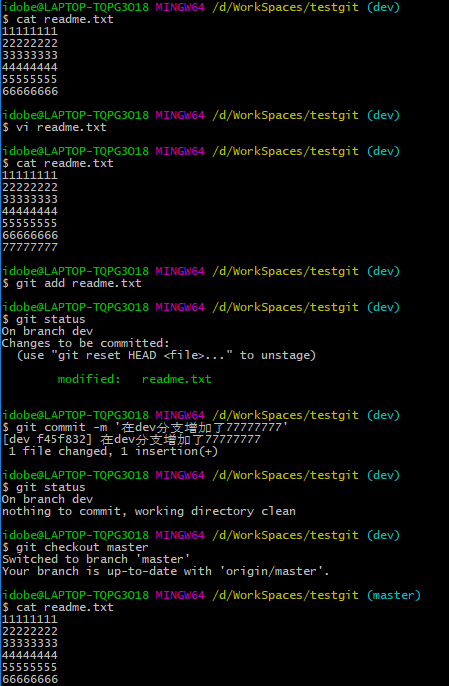 idobe@LAPTOP-TQPG3O18 MINGW64 /d/WorkSpaces/testgit (dev)
$ cat readme.txt
11111111
22222222
33333333
44444444
55555555
66666666
idobe@LAPTOP-TQPG3O18 MINGW64 /d/WorkSpaces/testgit (dev)
$ vi readme.txt
idobe@LAPTOP-TQPG3O18 MINGW64 /d/WorkSpaces/testgit (dev)
$ cat readme.txt
11111111
22222222
33333333
44444444
55555555
66666666
77777777
idobe@LAPTOP-TQPG3O18 MINGW64 /d/WorkSpaces/testgit (dev)
$ git add readme.txt
idobe@LAPTOP-TQPG3O18 MINGW64 /d/WorkSpaces/testgit (dev)
$ git status
On branch dev
Changes to be committed:
  (use "git reset HEAD <file>..." to unstage)
        modified:   readme.txt
idobe@LAPTOP-TQPG3O18 MINGW64 /d/WorkSpaces/testgit (dev)
$ git commit -m '在dev分支增加了77777777'
[dev f45f832] 在dev分支增加了77777777
 1 file changed, 1 insertion(+)
idobe@LAPTOP-TQPG3O18 MINGW64 /d/WorkSpaces/testgit (dev)
$ git status
On branch dev
nothing to commit, working directory clean
idobe@LAPTOP-TQPG3O18 MINGW64 /d/WorkSpaces/testgit (dev)
$ git checkout master
Switched to branch 'master'
Your branch is up-to-date with 'origin/master'.
idobe@LAPTOP-TQPG3O18 MINGW64 /d/WorkSpaces/testgit (master)
$ cat readme.txt
11111111
22222222
33333333
44444444
55555555
66666666